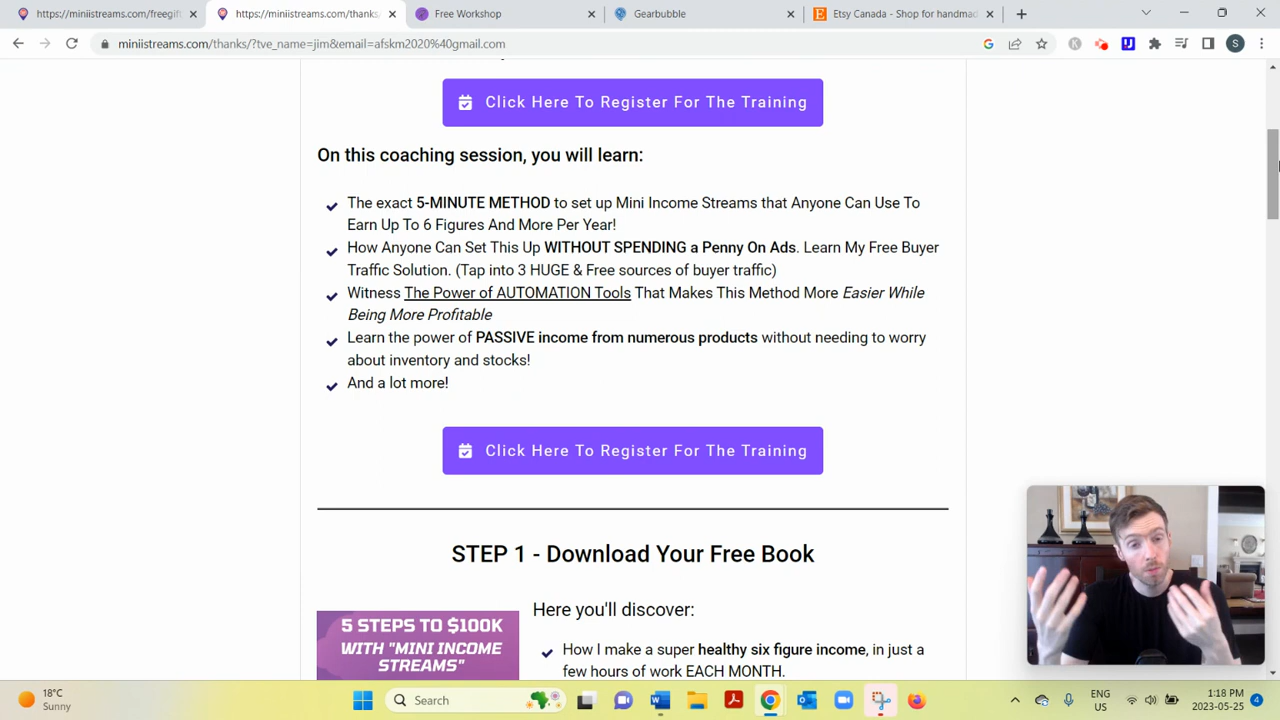 https://miniistreams.com/freegift
https://miniistreams.com/thanks/
Free Workshop
Gearbubble
Etsy Canada - Shop for handmad
miniistreams.com/thanks/?tve_name=jim&email=afskm2020%40gmail.com
Click Here To Register For The Training
On this coaching session, you will learn:
The exact 5-MINUTE METHOD to set up Mini Income Streams that Anyone Can Use To
Earn Up To 6 Figures And More Per Year!
How Anyone Can Set This Up WITHOUT SPENDING a Penny On Ads. Learn My Free Buyer
Traffic Solution. (Tap into 3 HUGE & Free sources of buyer traffic)
Witness The Power of AUTOMATION Tools That Makes This Method More Easier While
Being More Profitable
Learn the power of PASSIVE income from numerous products without needing to worry
about inventory and stocks!
And a lot more!
Click Here To Register For The Training
STEP 1 - Download Your Free Book
5 STEPS TO $100K
WITH "MINI INCOME
STREAMS"
Here you'll discover:
How I make a super healthy six figure income, in just a
few hours of work EACH MONTH.
18°C
Sunny
Search
ENG
US
1:18 PM
2023-05-25
4